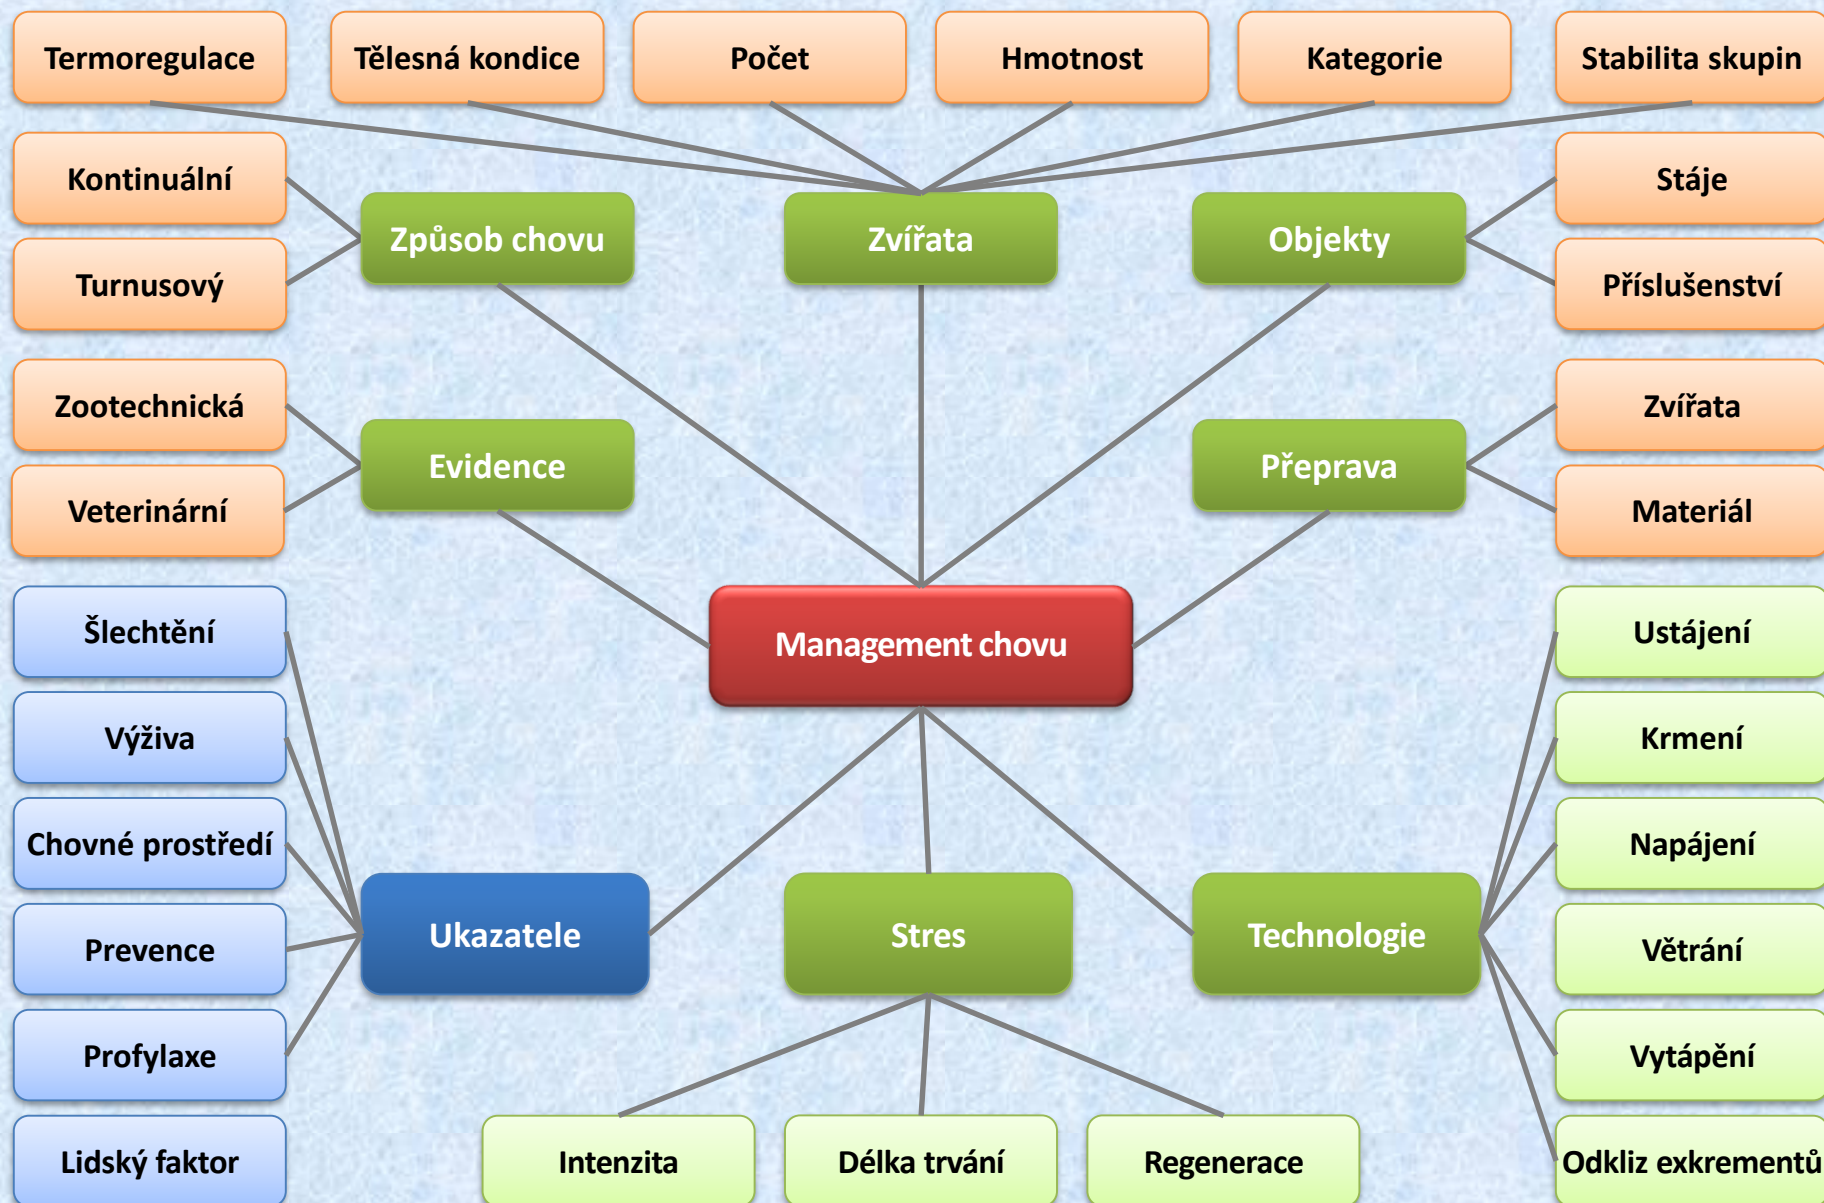 Termoregulace
Tělesná kondice
Počet
Hmotnost
Kategorie
Stabilita skupin
Kontinuální
Stáje
Způsob chovu
Zvířata
Objekty
Turnusový
Příslušenství
Zootechnická
Zvířata
Evidence
Přeprava
Veterinární
Materiál
Šlechtění
Management chovu
Ustájení
Výživa
Krmení
Chovné prostředí
Napájení
Prevence
Ukazatele
Stres
Technologie
Větrání
Profylaxe
Vytápění
Lidský faktor
Intenzita
Délka trvání
Regenerace
Odkliz exkrementů